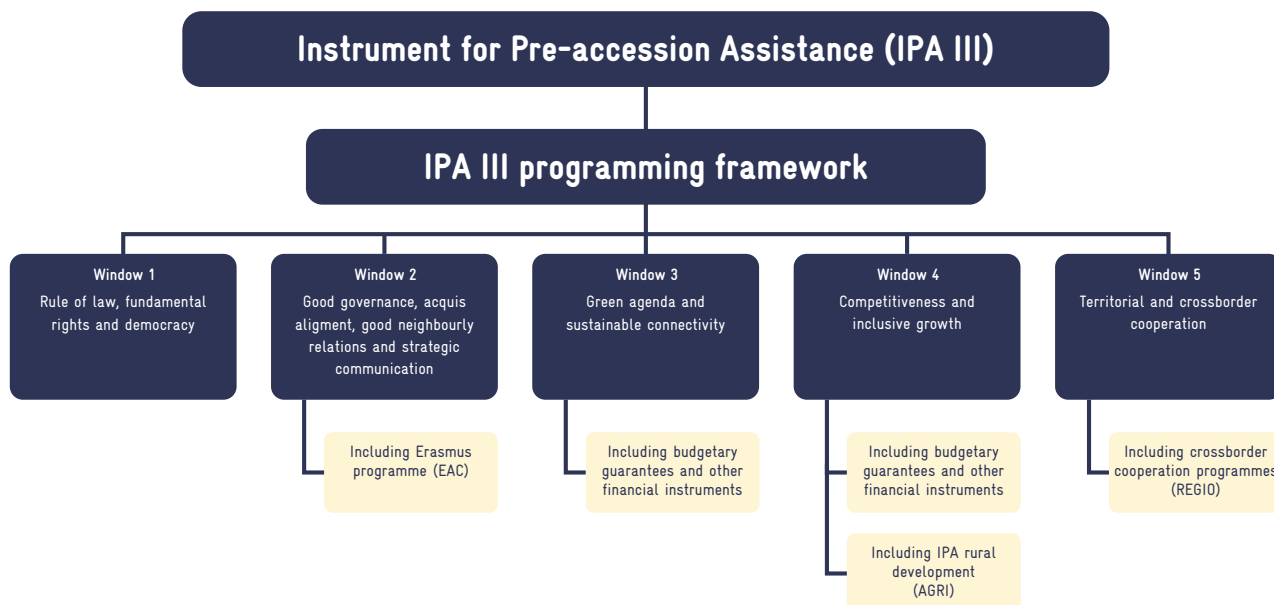 Instrument for Pre-accession Assistance (IPA III)
IPA III programming framework
Window 1
Rule of law, fundamental
rights and democracy
Window 2
Good governance, acquis
aligment, good neighbourly
relations and strategic
communication
Including Erasmus
programme (EAC)
Window 3
Green agenda and
sustainable connectivity
Including budgetary
guarantees and other
financial instruments
Window 4
Competitiveness and
inclusive growth
Including budgetary
guarantees and other
financial instruments
Including IPA rural
development
(AGRI)
Window 5
Territorial and crossborder
cooperation
Including crossborder
cooperation programmes
(REGIO)